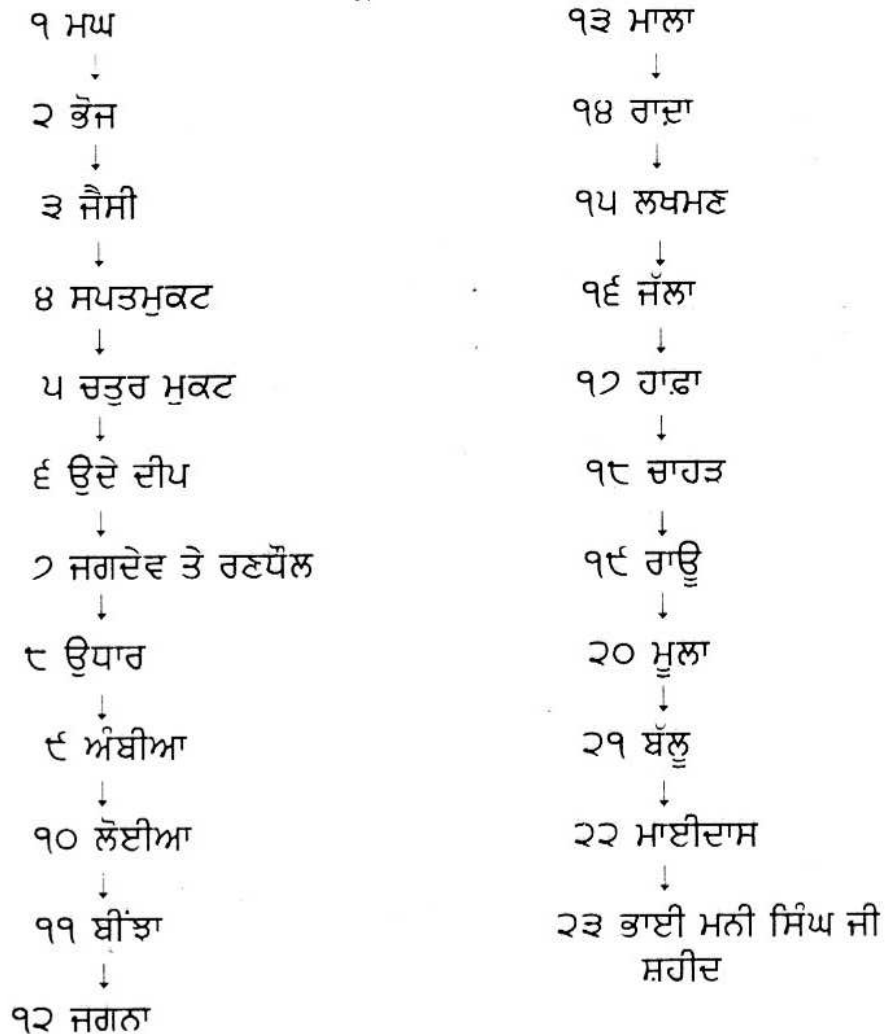 ੧ ਮਘ
੨ ਭੋਜ
੩ ਜੈਸੀ
੪ ਸਪਤਮੁਕਟ
੫ ਚਤੁਰ ਮੁਕਟ
੬ ਉਦੇ ਦੀਪ
੭ ਜਗਦੇਵ ਤੇ ਰਣਧੌਲ
੮ ਉਧਾਰ
੯ ਅੰਬੀਆ
੧੦ ਲੋਈਆ
੧੧ ਬੀਂਝਾ
੧੨ ਜਗਨਾ
੧੩ ਮਾਲਾ
੧੪ ਰਾਦ਼ਾ
੧੫ ਲਖਮਣ
੧੬ ਜੱਲਾ
੧੭ ਹਾਫ਼ਾ
੧੮ ਚਾਹੜ
੧੯ ਰਾਊ
੨੦ ਮੂਲਾ
੨੧ ਬੱਲੂ
੨੨ ਮਾਈਦਾਸ
੨੩ ਭਾਈ ਮਨੀ ਸਿੰਘ ਜੀ
ਸ਼ਹੀਦ